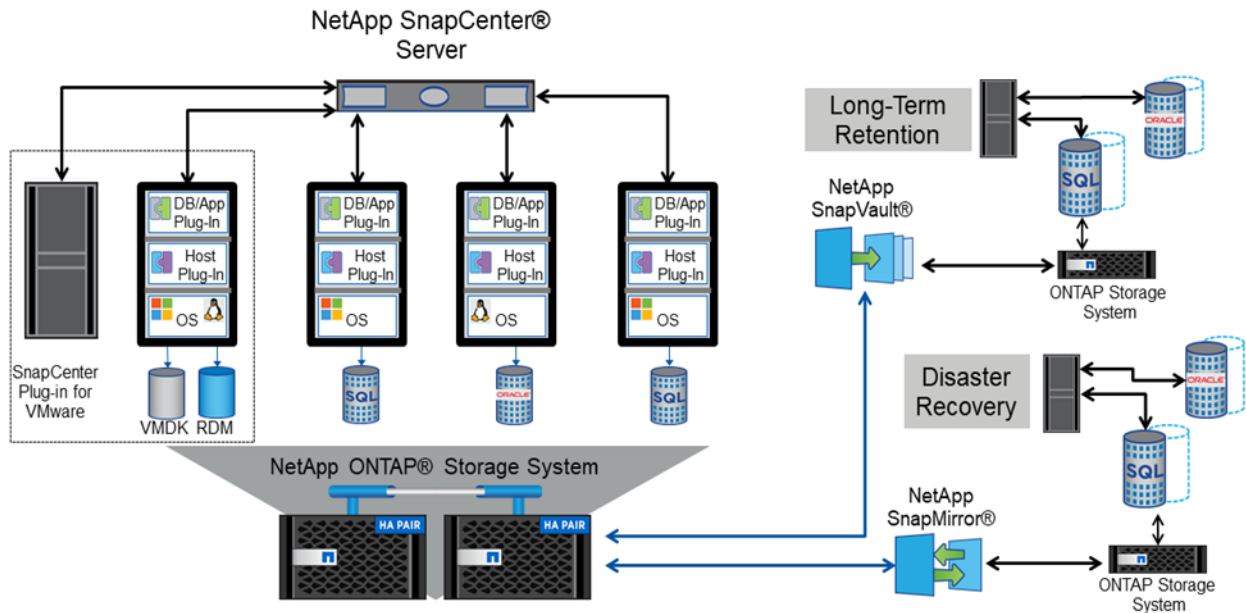 NetApp SnapCenter®
Server
DB/App
Plug-In
Host
Plug-In
OS
SnapCenter
Plug-in for
VMware
VMDK
RDM
DB/App
Plug-In
Host
Plug-In
OS
SQL
DB/App
Plug-In
Host
Plug-In
OS
ORACLE
DB/App
Plug-In
Host
Plug-In
OS
SQL
NetApp ONTAP® Storage System
HA PAIR
HA PAIR
Long-Term
Retention
ORACLE
SQL
NetApp
SnapVault®
ONTAP Storage
System
Disaster
Recovery
ORACLE
SQL
NetApp
SnapMirror®
ONTAP Storage
System